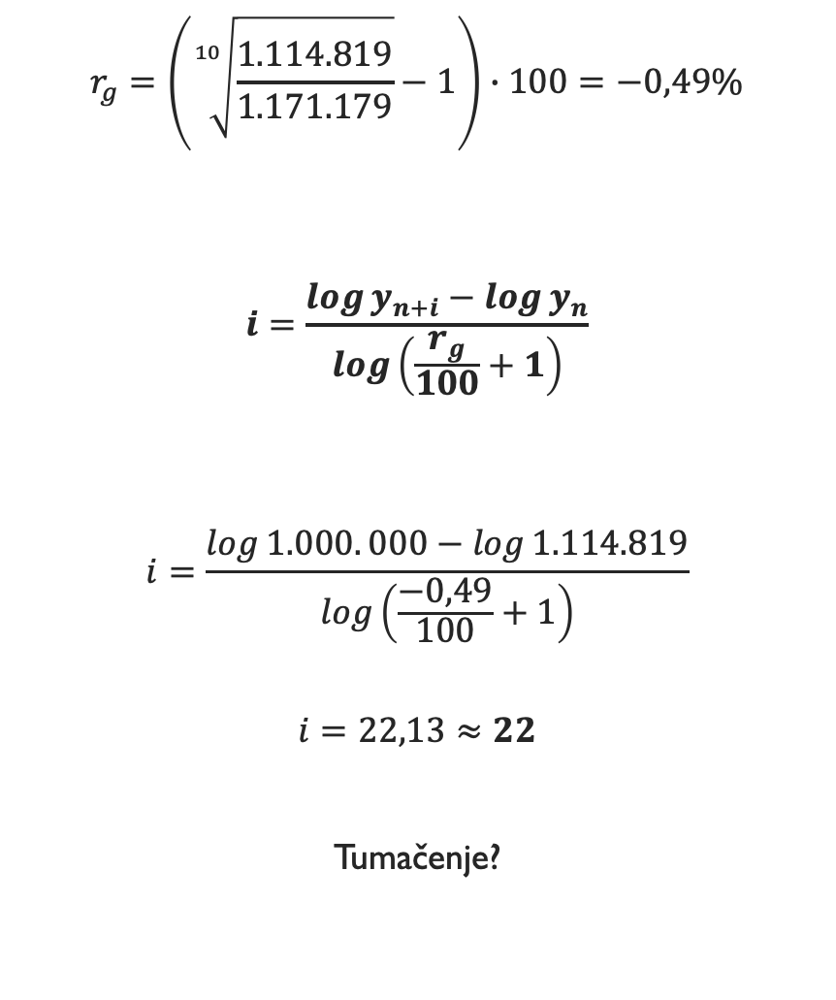 r_g = (¹⁰√(1.114.819 / 1.171.179) − 1) · 100 = −0,49%
i = (log y_{n+i} − log y_n) / log (r_g / 100 + 1)
i = (log 1.000.000 − log 1.114.819) / log (−0,49 / 100 + 1)
i = 22,13 ≈ 22
Tumačenje?